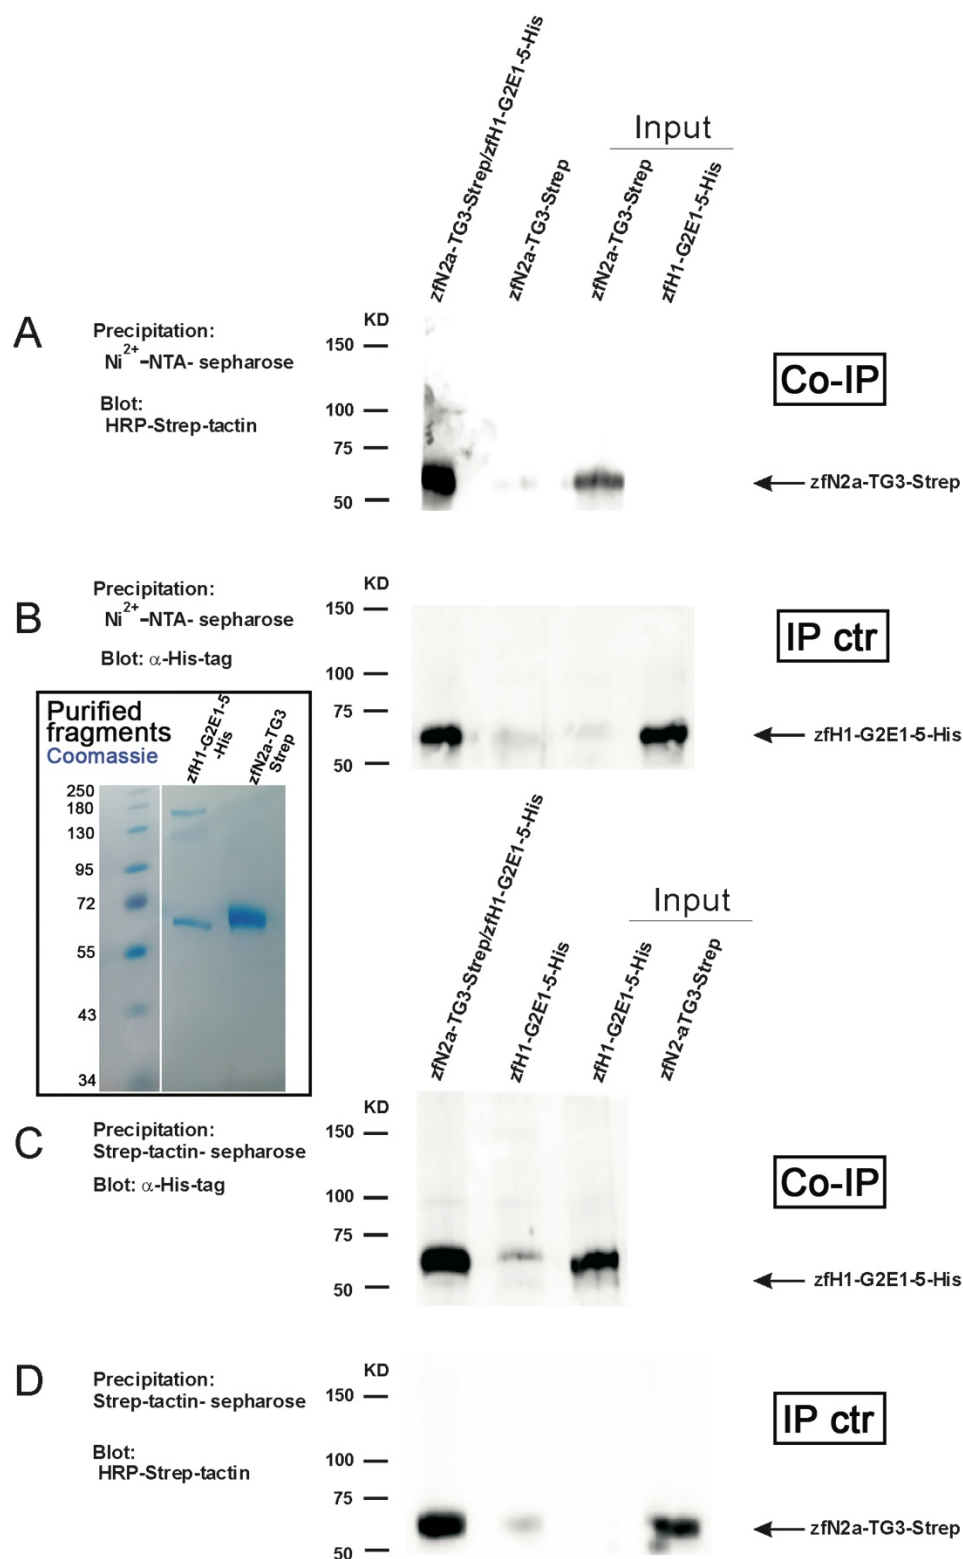 zfN2a-TG3-Strep/zfH1-G2E1-5-His
zfN2a-TG3-Strep
Input
zfN2a-TG3-Strep
zfH1-G2E1-5-His
A
Precipitation:
Ni2+-NTA- sepharose
Blot:
HRP-Strep-tactin
KD
150
100
75
50
Co-IP
zfN2a-TG3-Strep
B
Precipitation:
Ni2+-NTA- sepharose
Blot: α-His-tag
KD
150
100
75
50
IP ctr
zfH1-G2E1-5-His
Purified
fragments
Coomassie
zfH1-G2E1-5
-His
zfN2a-TG3
Strep
250
180
130
95
72
55
43
34
zfN2a-TG3-Strep/zfH1-G2E1-5-His
zfH1-G2E1-5-His
Input
zfH1-G2E1-5-His
zfN2-aTG3-Strep
C
Precipitation:
Strep-tactin- sepharose
Blot: α-His-tag
KD
150
100
75
50
Co-IP
zfH1-G2E1-5-His
D
Precipitation:
Strep-tactin- sepharose
Blot:
HRP-Strep-tactin
KD
150
100
75
50
IP ctr
zfN2a-TG3-Strep